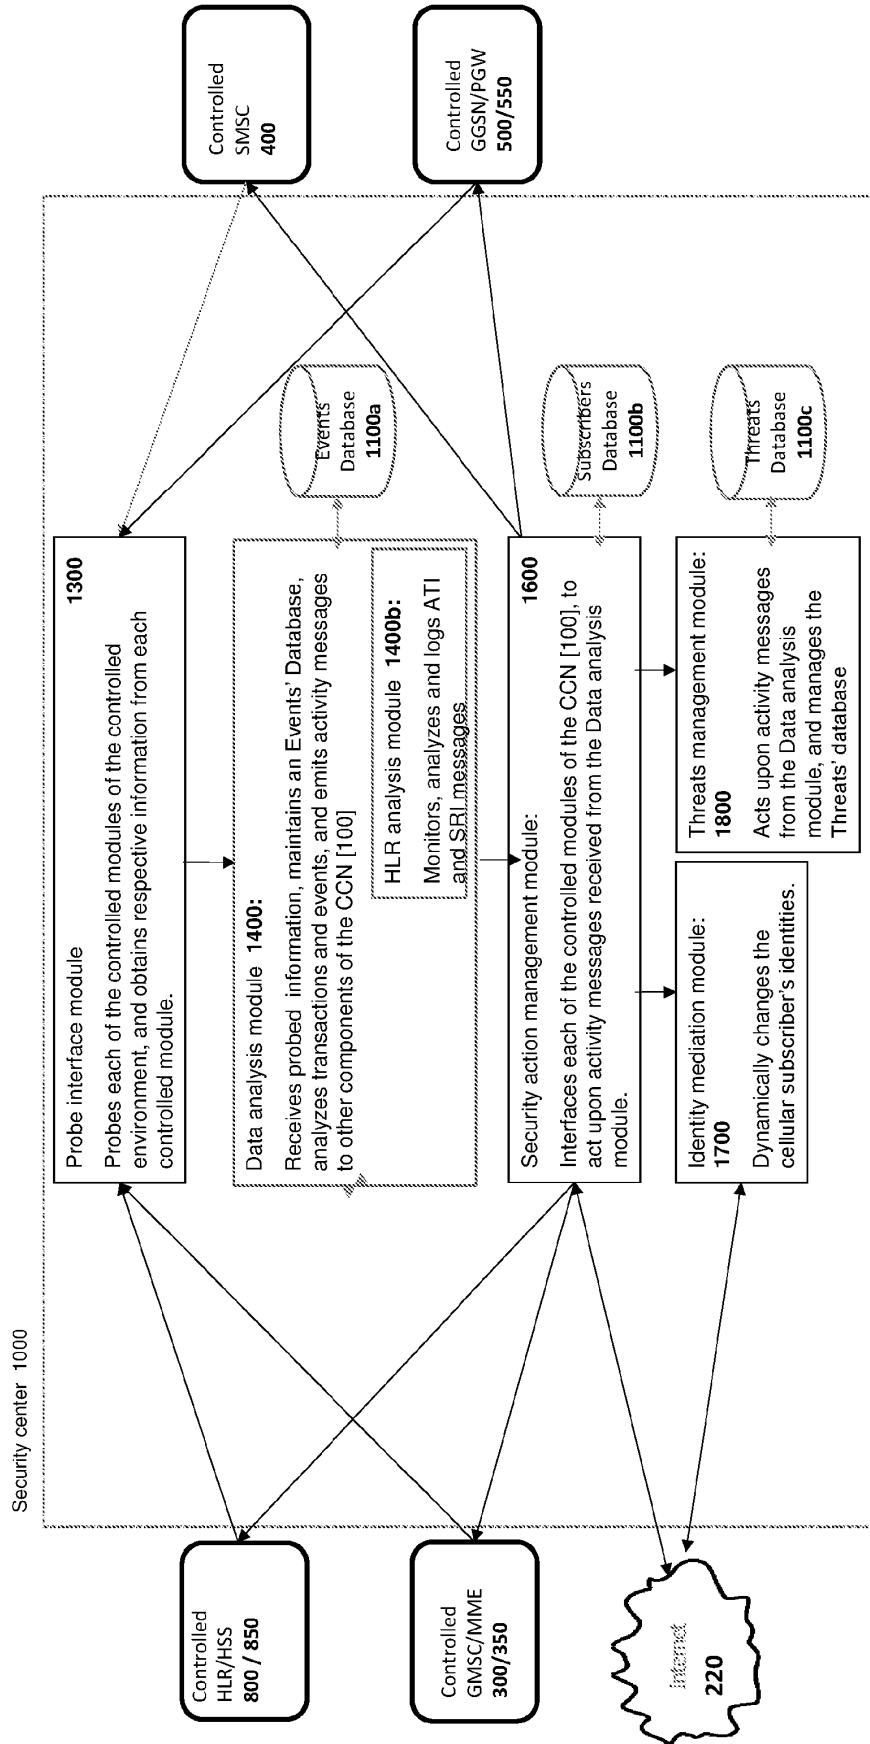 Security center 1000
Controlled
HLR/HSS
800 / 850
Controlled
GMSC/MME
300/350
Internet
220
Probe interface module
1300
Probes each of the controlled modules of the controlled
environment, and obtains respective information from each
controlled module.
Data analysis module 1400:
Receives probed information, maintains an Events' Database,
analyzes transactions and events, and emits activity messages
to other components of the CCN [100]
HLR analysis module 1400b:
Monitors, analyzes and logs ATI
and SRI messages
Security action management module:
1600
Interfaces each of the controlled modules of the CCN [100], to
act upon activity messages received from the Data analysis
module.
Identity mediation module:
1700
Dynamically changes the
cellular subscriber's identities.
Threats management module:
1800
Acts upon activity messages
from the Data analysis
module, and manages the
Threats' database
Events
Database
1100a
Subscribers
Database
1100b
Threats
Database
1100c
Controlled
SMSC
400
Controlled
GGSN/PGW
500/550